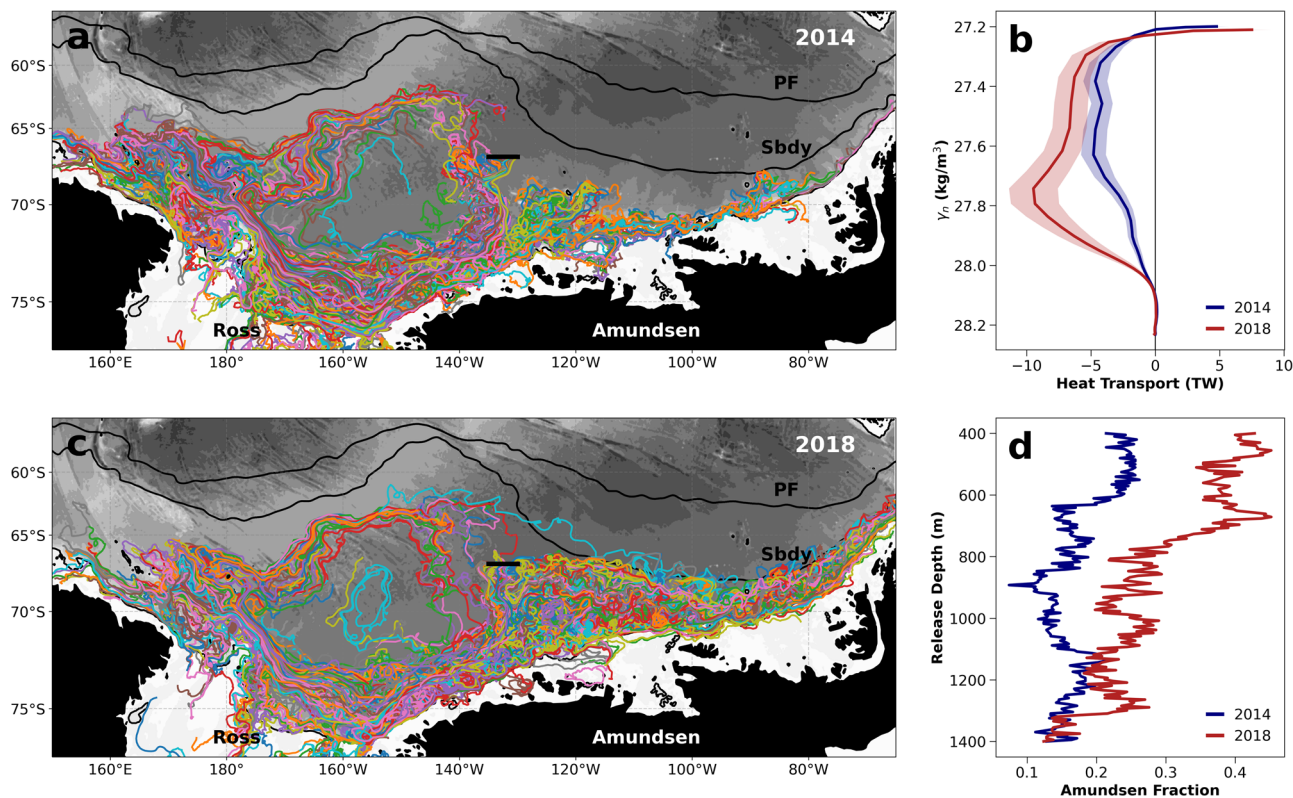 a
2014
60°S
65°S
70°S
75°S
PF
Sbdy
Ross
Amundsen
160°E
180°
160°W
140°W
120°W
100°W
80°W
b
27.2
27.4
27.6
27.8
28.0
28.2
γn (kg/m³)
2014
2018
−10
−5
0
5
10
Heat Transport (TW)
c
2018
60°S
65°S
70°S
75°S
PF
Sbdy
Ross
Amundsen
160°E
180°
160°W
140°W
120°W
100°W
80°W
d
400
600
800
1000
1200
1400
Release Depth (m)
2014
2018
0.1
0.2
0.3
0.4
Amundsen Fraction